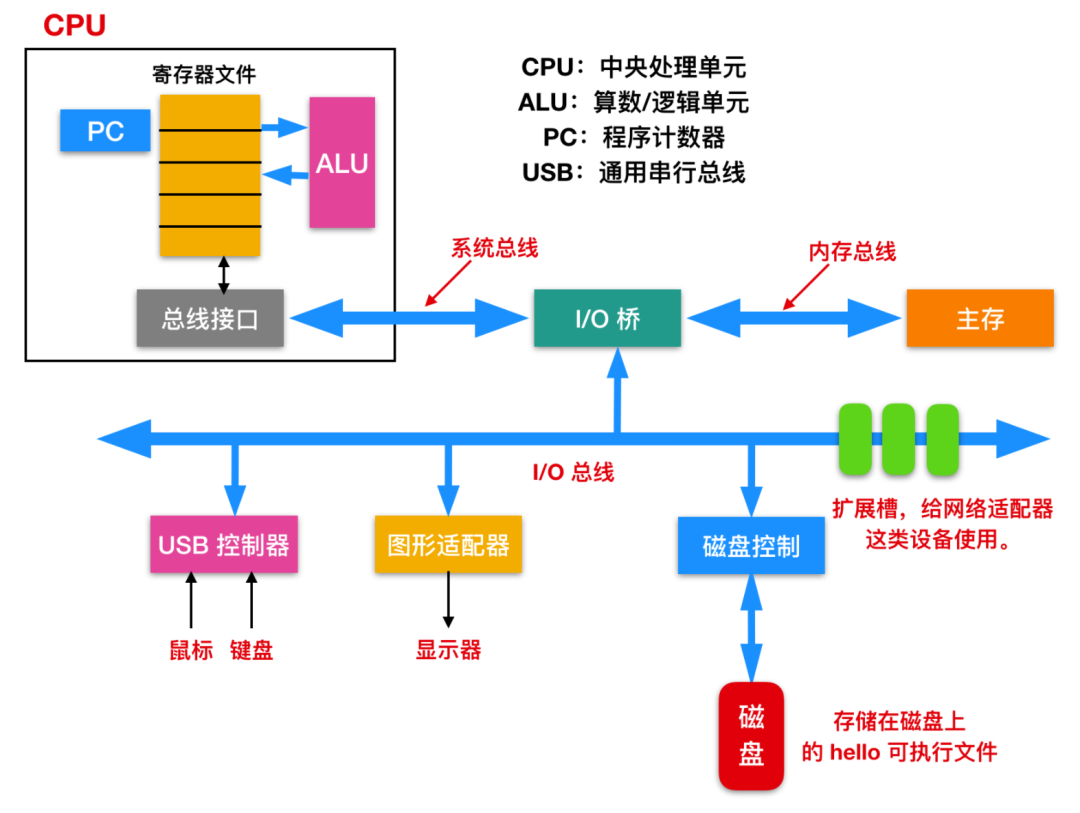 CPU
寄存器文件
PC
ALU
总线接口
CPU：中央处理单元
ALU：算数/逻辑单元
PC：程序计数器
USB：通用串行总线
系统总线
内存总线
I/O 桥
主存
I/O 总线
扩展槽，给网络适配器
这类设备使用。
USB 控制器
图形适配器
磁盘控制
鼠标 键盘
显示器
磁
盘
存储在磁盘上
的 hello 可执行文件